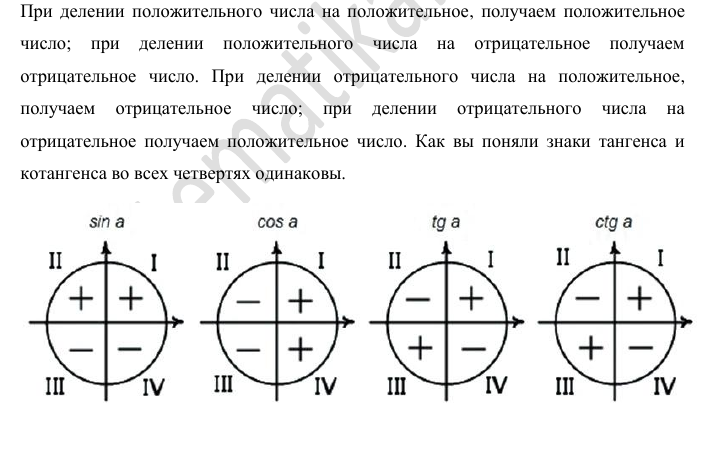 При делении положительного числа на положительное, получаем положительное
число; при делении положительного числа на отрицательное получаем
отрицательное число. При делении отрицательного числа на положительное,
получаем отрицательное число; при делении отрицательного числа на
отрицательное получаем положительное число. Как вы поняли знаки тангенса и
котангенса во всех четвертях одинаковы.
sin a cos a tg a ctg a
II I II I II I II I
+ + − + − + − +
− − − + + − + −
III IV III IV III IV III IV